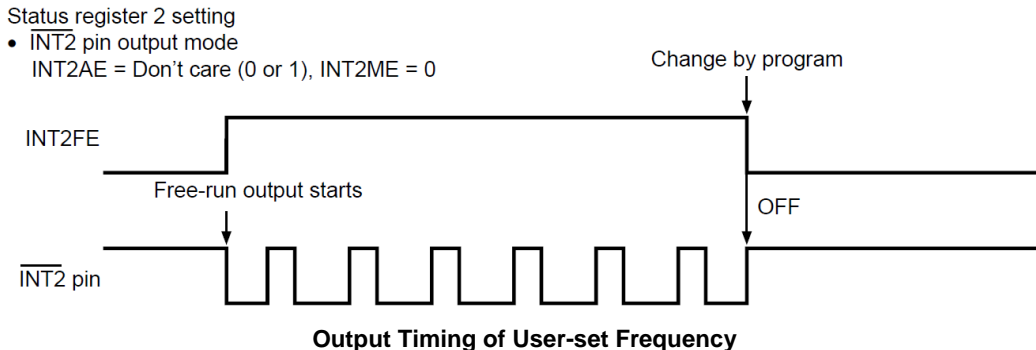 Status register 2 setting
• INT2 pin output mode
INT2AE = Don't care (0 or 1), INT2ME = 0
Change by program
INT2FE
Free-run output starts
OFF
INT2 pin
Output Timing of User-set Frequency